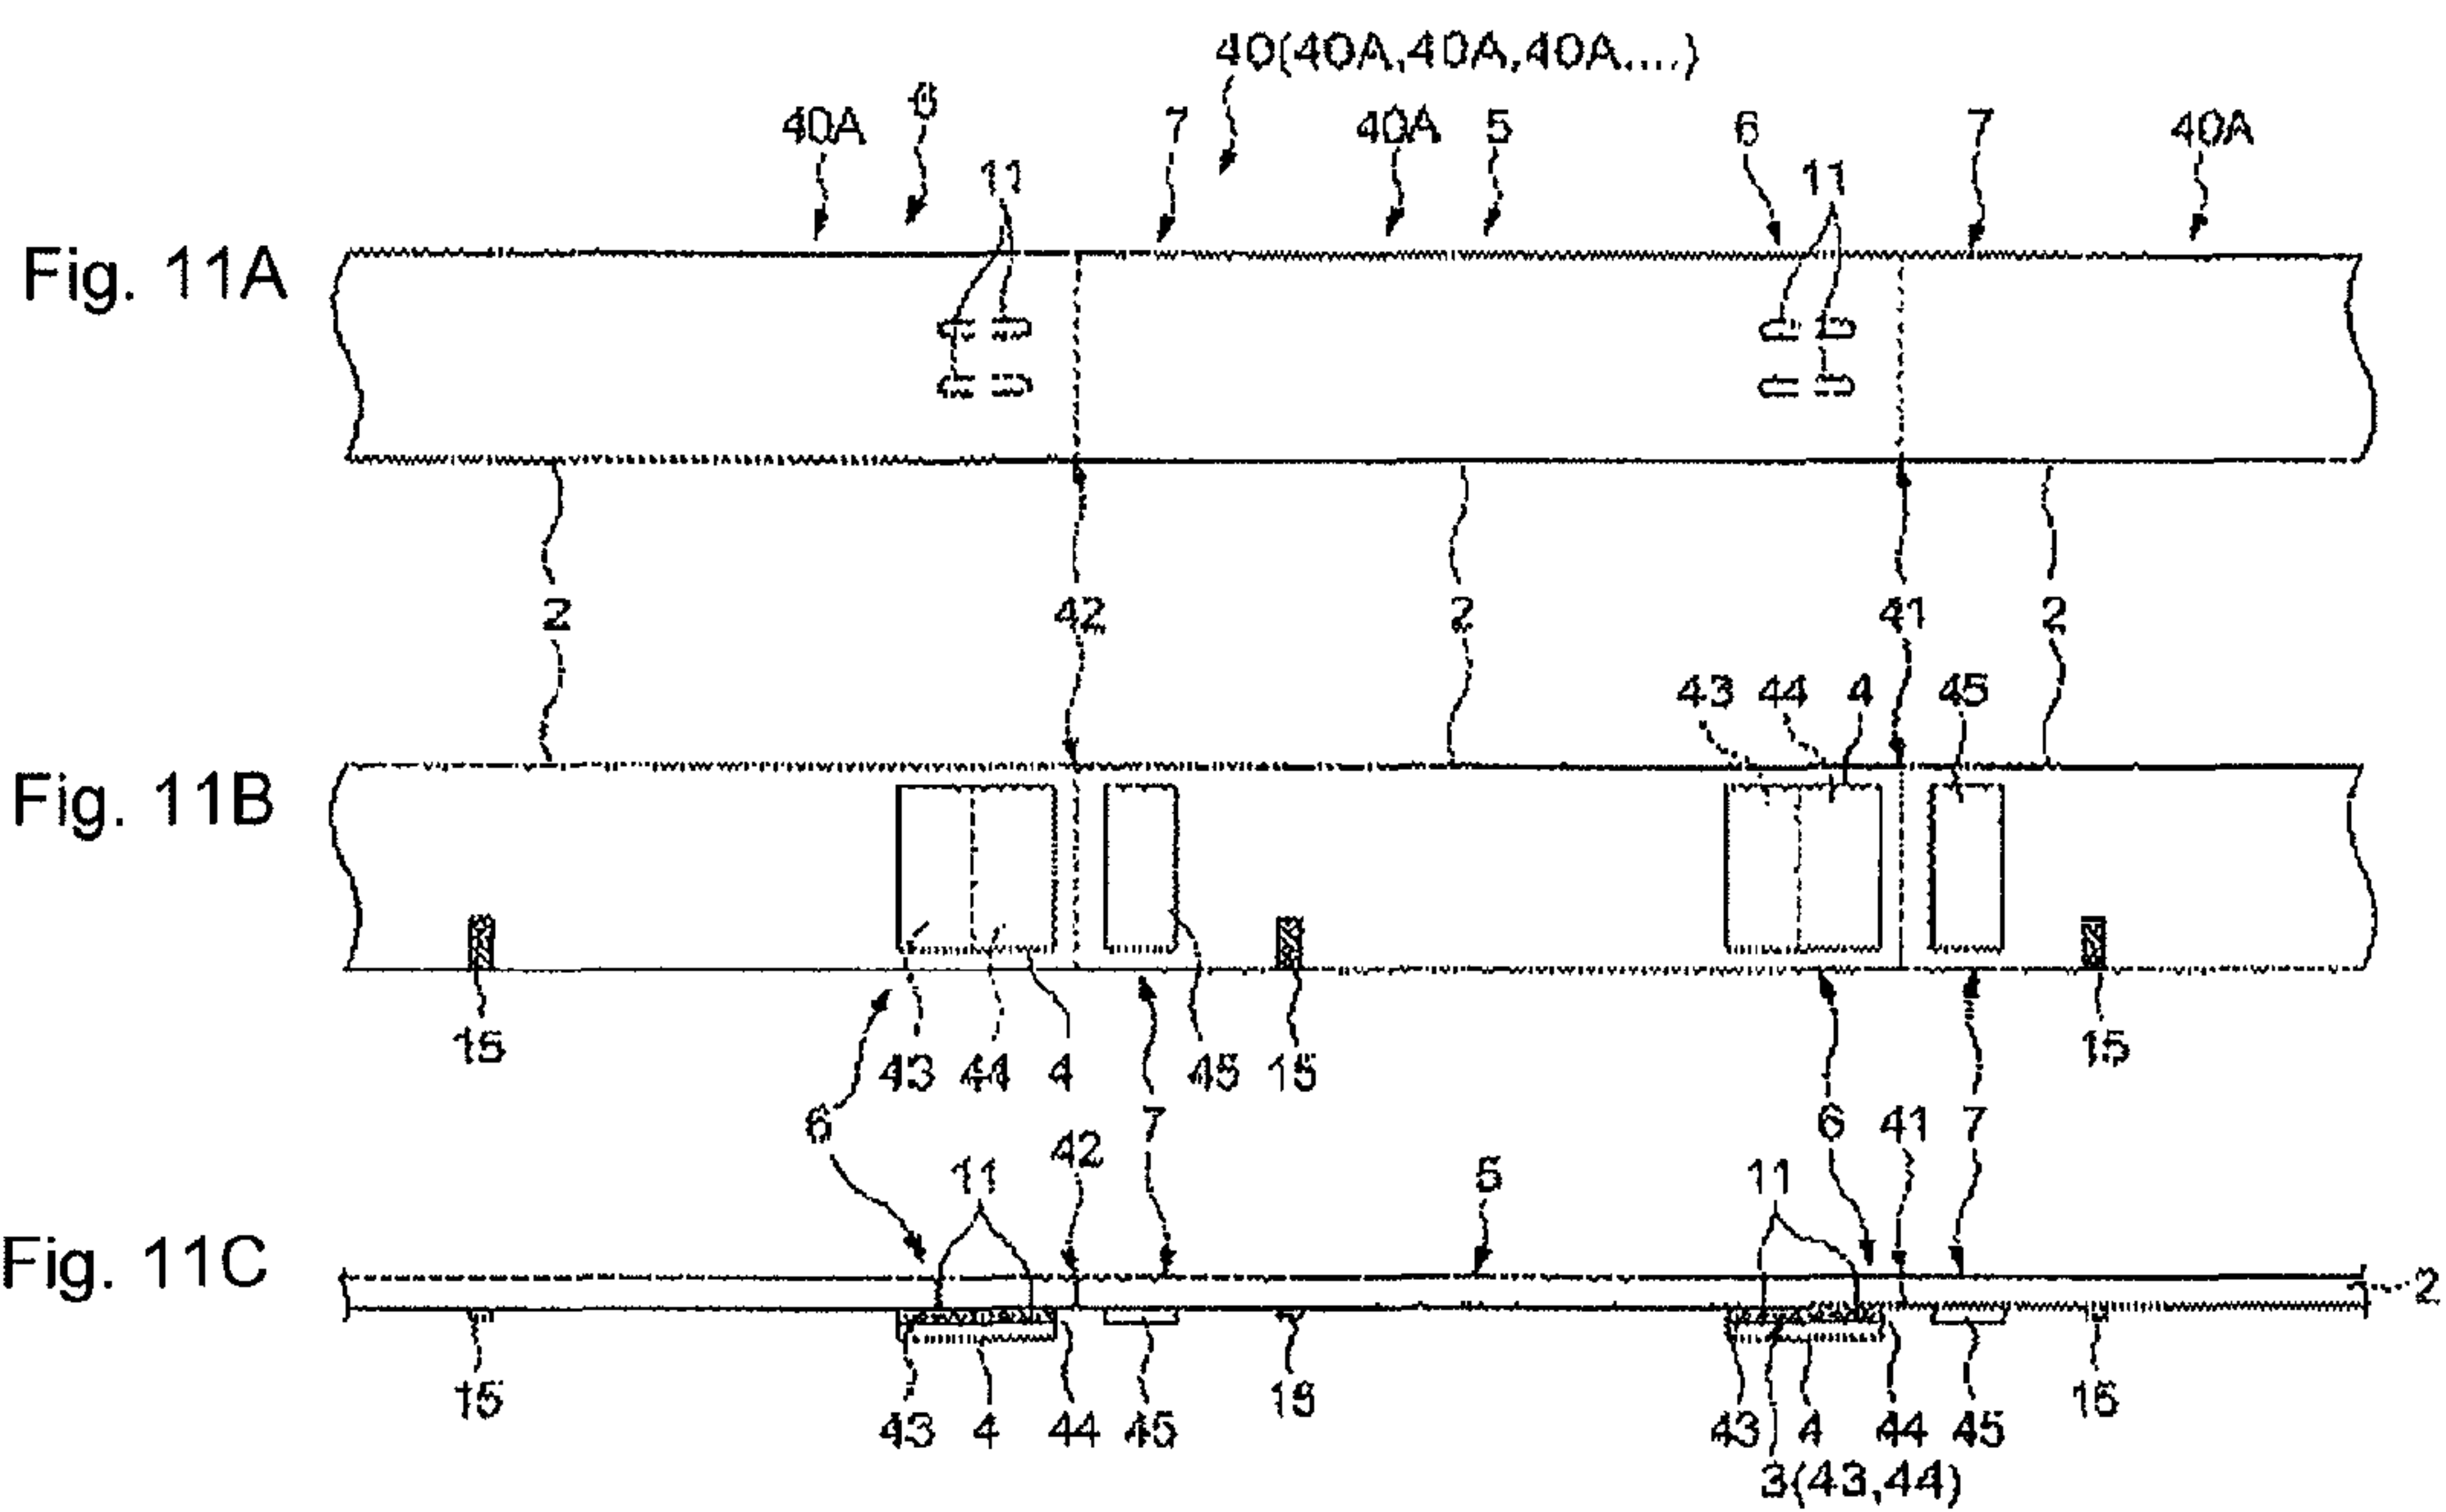 40(40A,40A,40A....)
40A 6 7 40A 5 6 7 40A
11 11
Fig. 11A
2 42 2 41 2
43 44 4 45
Fig. 11B
15 43 44 4 45 15 15
6 7 42 6 41 7
11 5 11
Fig. 11C
2
15 43 4 44 45 15 43 4 44 45 15
3(43,44)